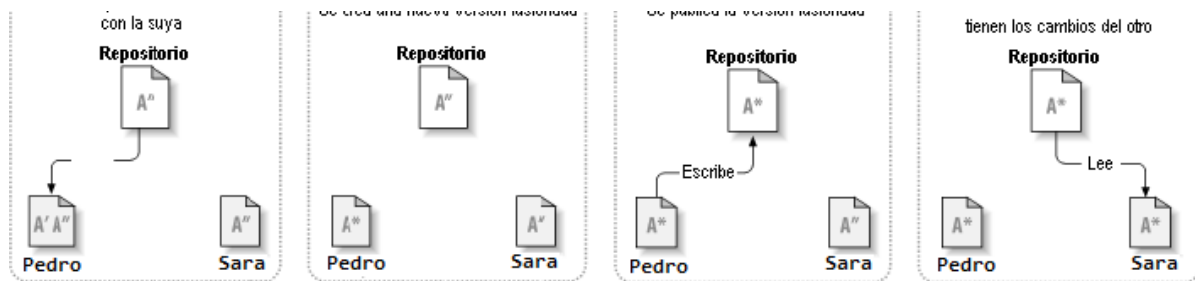 con la suya
Repositorio
A"
A' A"
A"
Pedro
Sara
Se una nueva versión fusionada
Repositorio
A"
A*
A"
Pedro
Sara
Se publica la versión fusionada
Repositorio
A*
Escribe
A*
A"
Pedro
Sara
tienen los cambios del otro
Repositorio
A*
Lee
A*
A*
Pedro
Sara